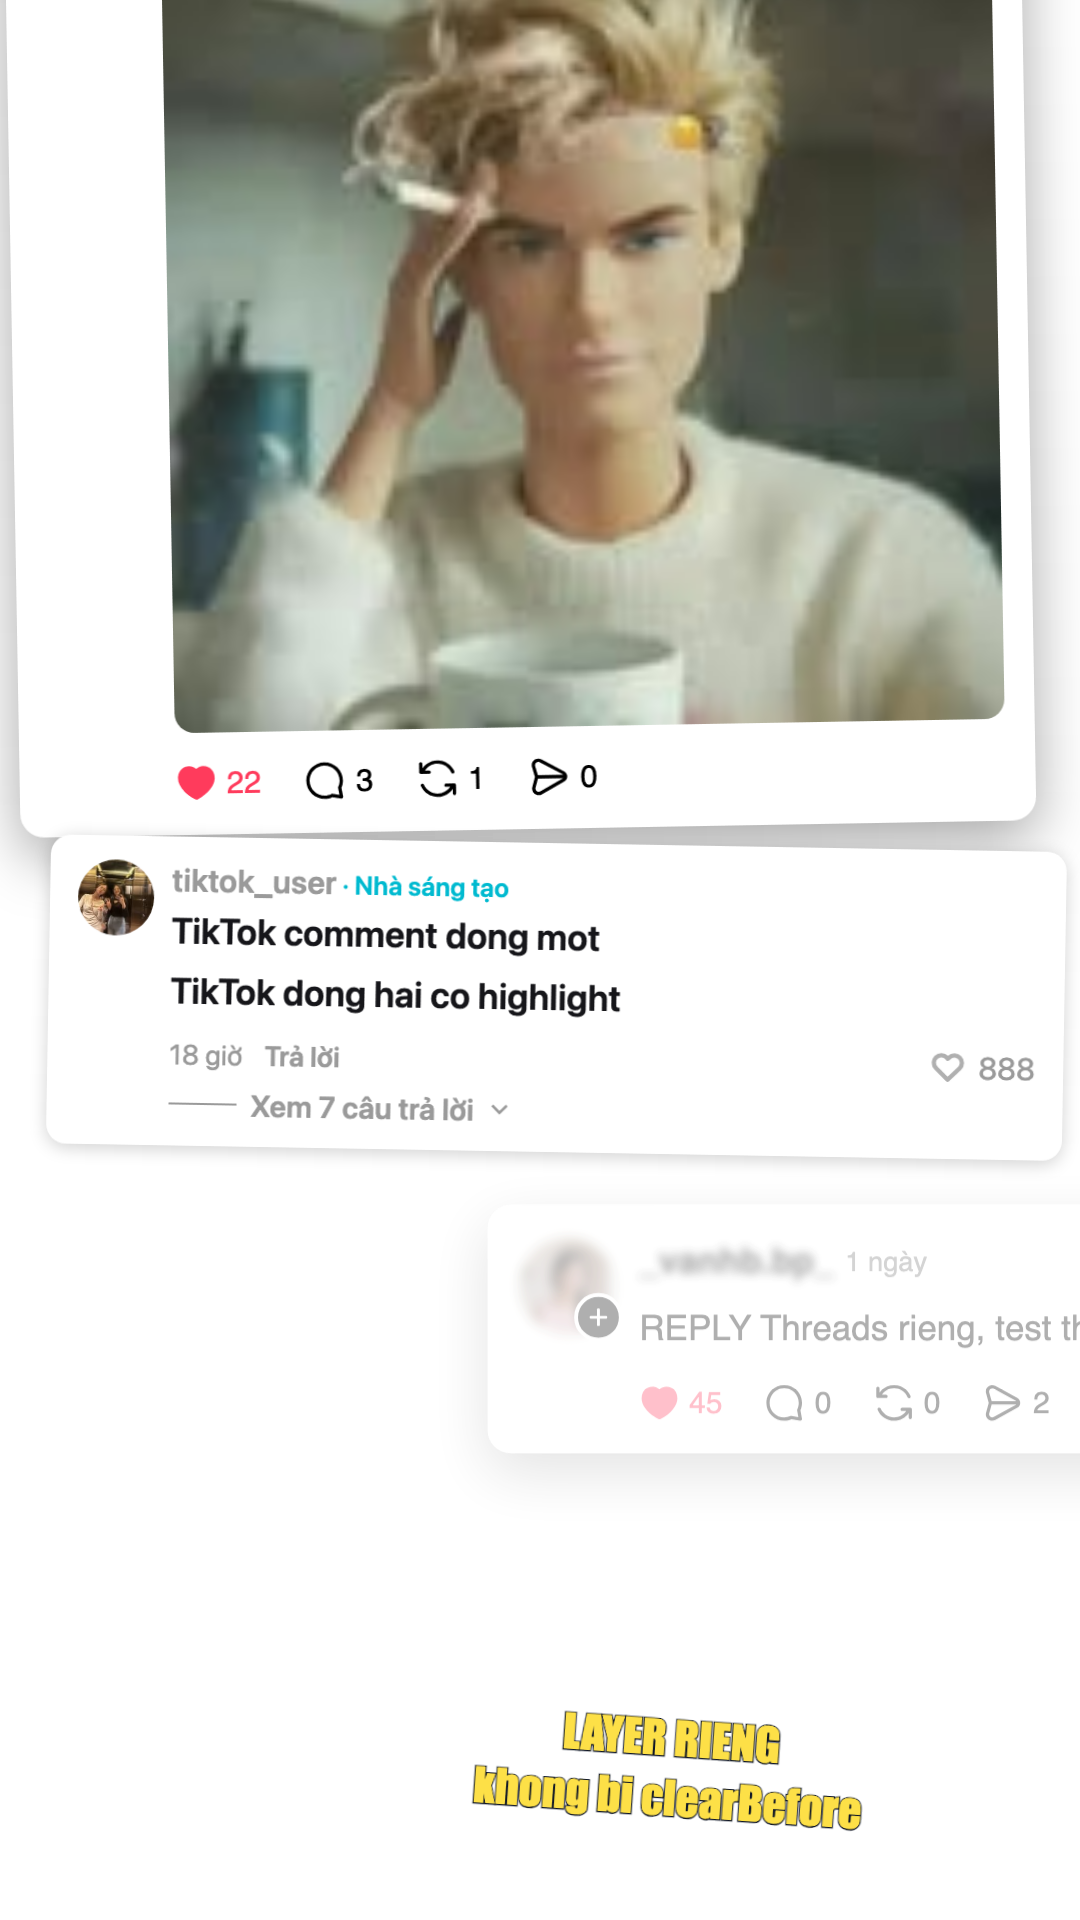 22 3 1 0
tiktok_user · Nhà sáng tạo
TikTok comment dong mot
TikTok dong hai co highlight
18 giờ Trả lời
888
Xem 7 câu trả lời
_vanhb.bp_ 1 ngày
REPLY Threads rieng, test th
45 0 0 2
LAYER RIENG
khong bi clearBefore